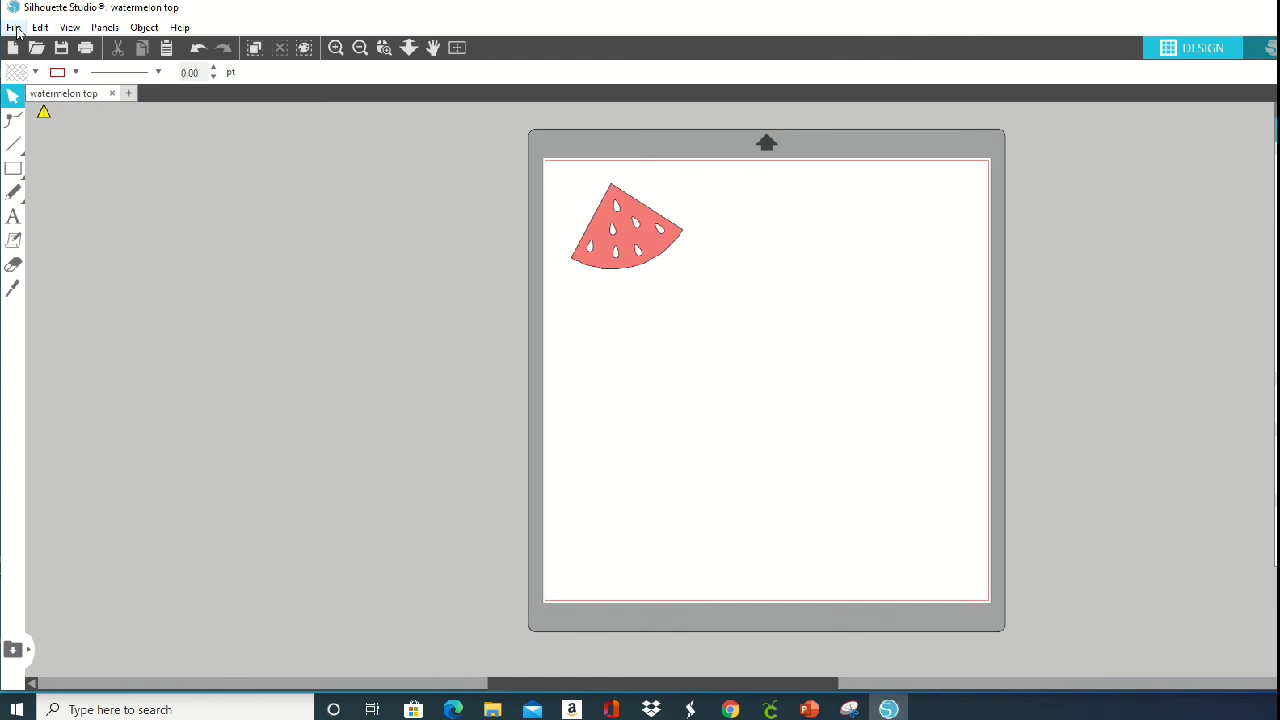 Silhouette Studio®: watermelon top
File Edit View Panels Object Help
DESIGN
0.00 pt
watermelon top
Type here to search